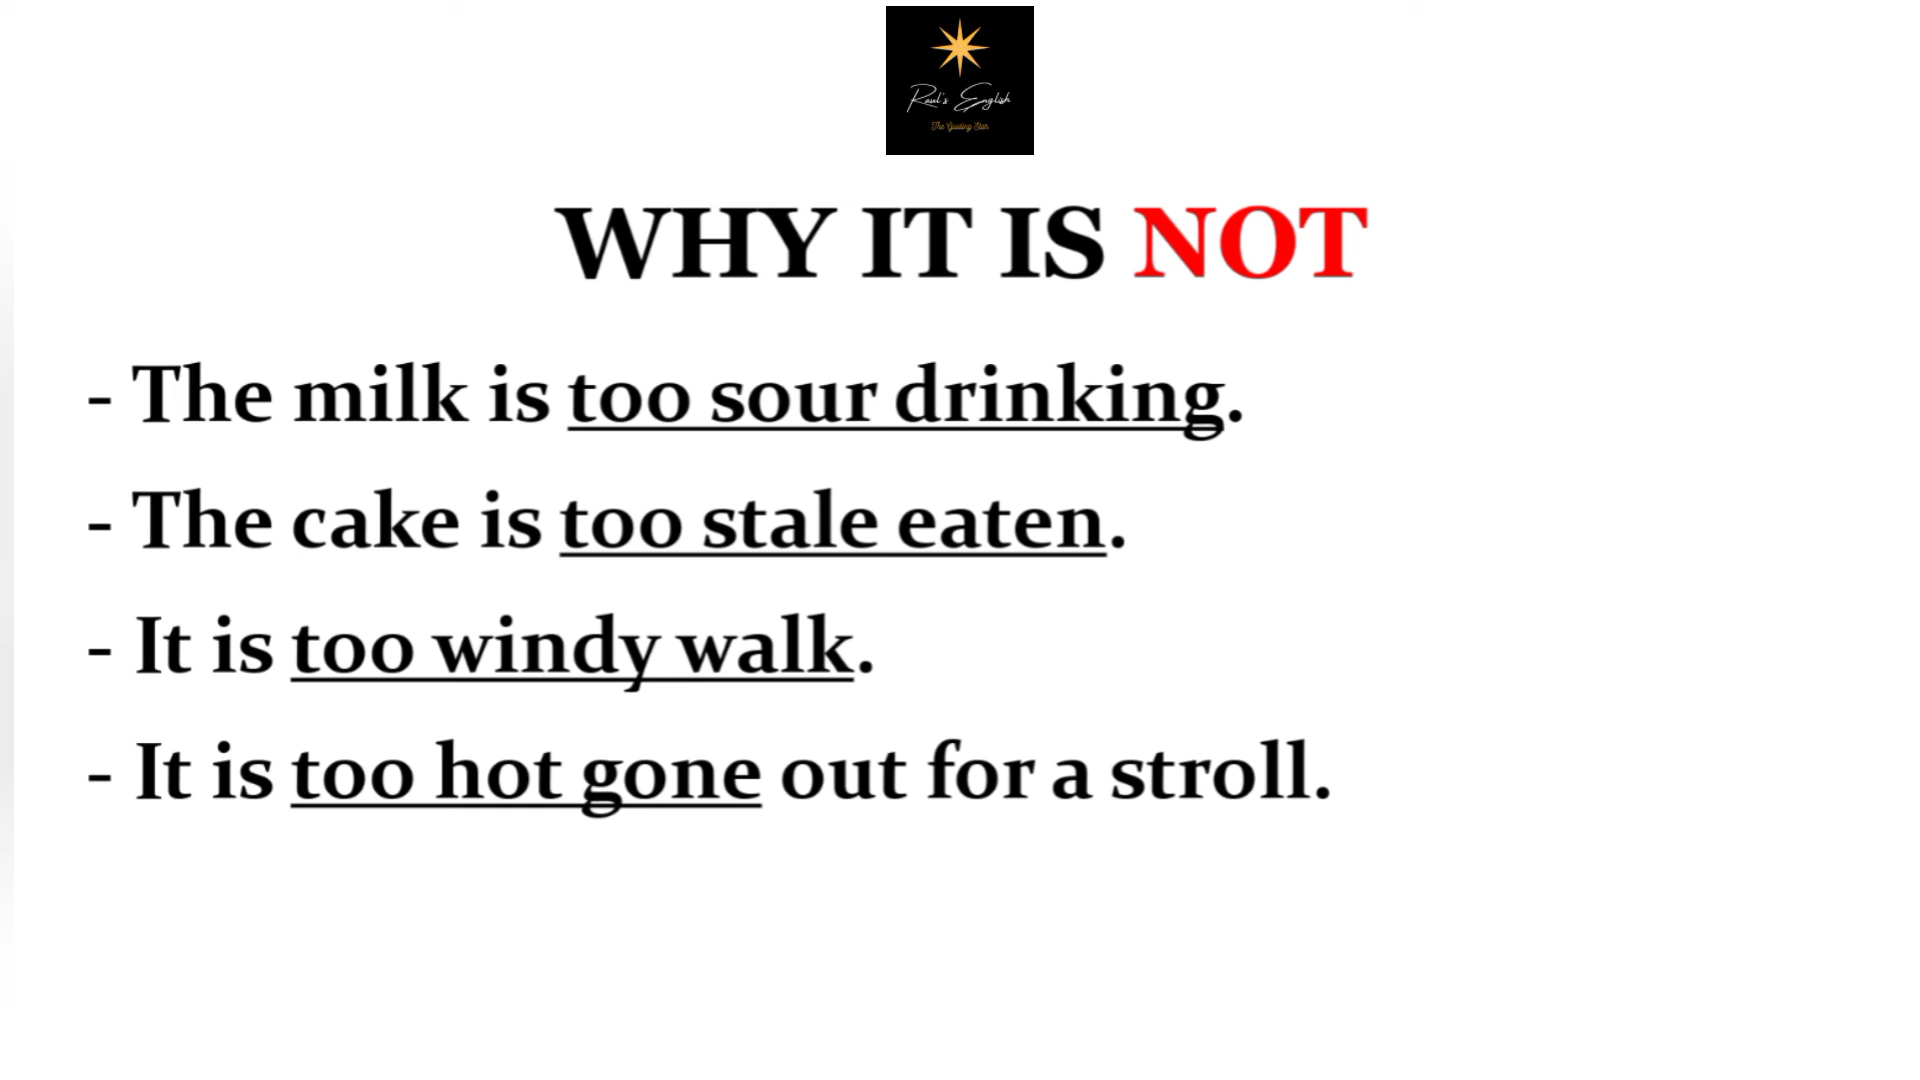 Raul's English
The Guiding Star
WHY IT IS NOT
- The milk is too sour drinking.
- The cake is too stale eaten.
- It is too windy walk.
- It is too hot gone out for a stroll.